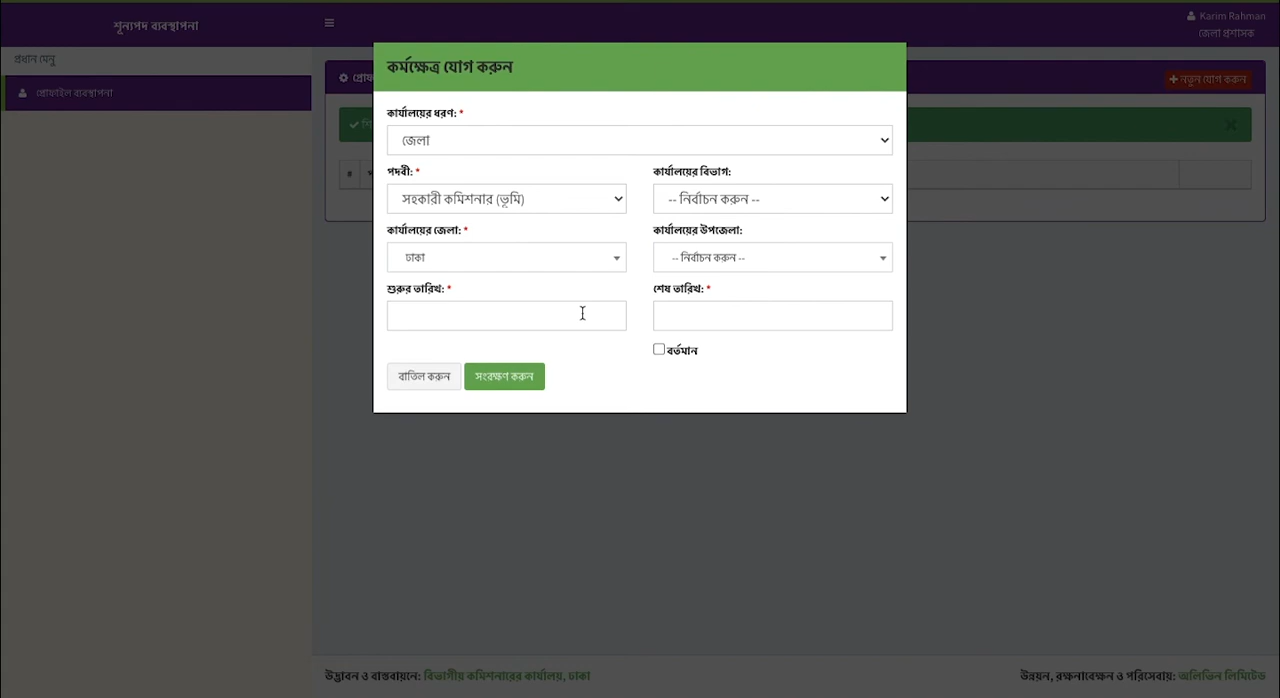 শূন্যপদ ব্যবস্থাপনা
Karim Rahman
জেলা প্রশাসক
প্রধান মেনু
প্রোফাইল ব্যবস্থাপনা
নতুন যোগ করুন
কর্মক্ষেত্র যোগ করুন
কার্যালয়ের ধরণ: *
জেলা
পদবী: *
কার্যালয়ের বিভাগ:
সহকারী কমিশনার (ভূমি)
-- নির্বাচন করুন --
কার্যালয়ের জেলা: *
কার্যালয়ের উপজেলা:
ঢাকা
-- নির্বাচন করুন --
শুরুর তারিখ: *
শেষ তারিখ: *
বর্তমান
বাতিল করুন
সংরক্ষণ করুন
#
উদ্ভাবন ও বাস্তবায়নে: বিভাগীয় কমিশনারের কার্যালয়, ঢাকা
উন্নয়ন, রক্ষনাবেক্ষন ও পরিসেবায়: অলিভিন লিমিটেড